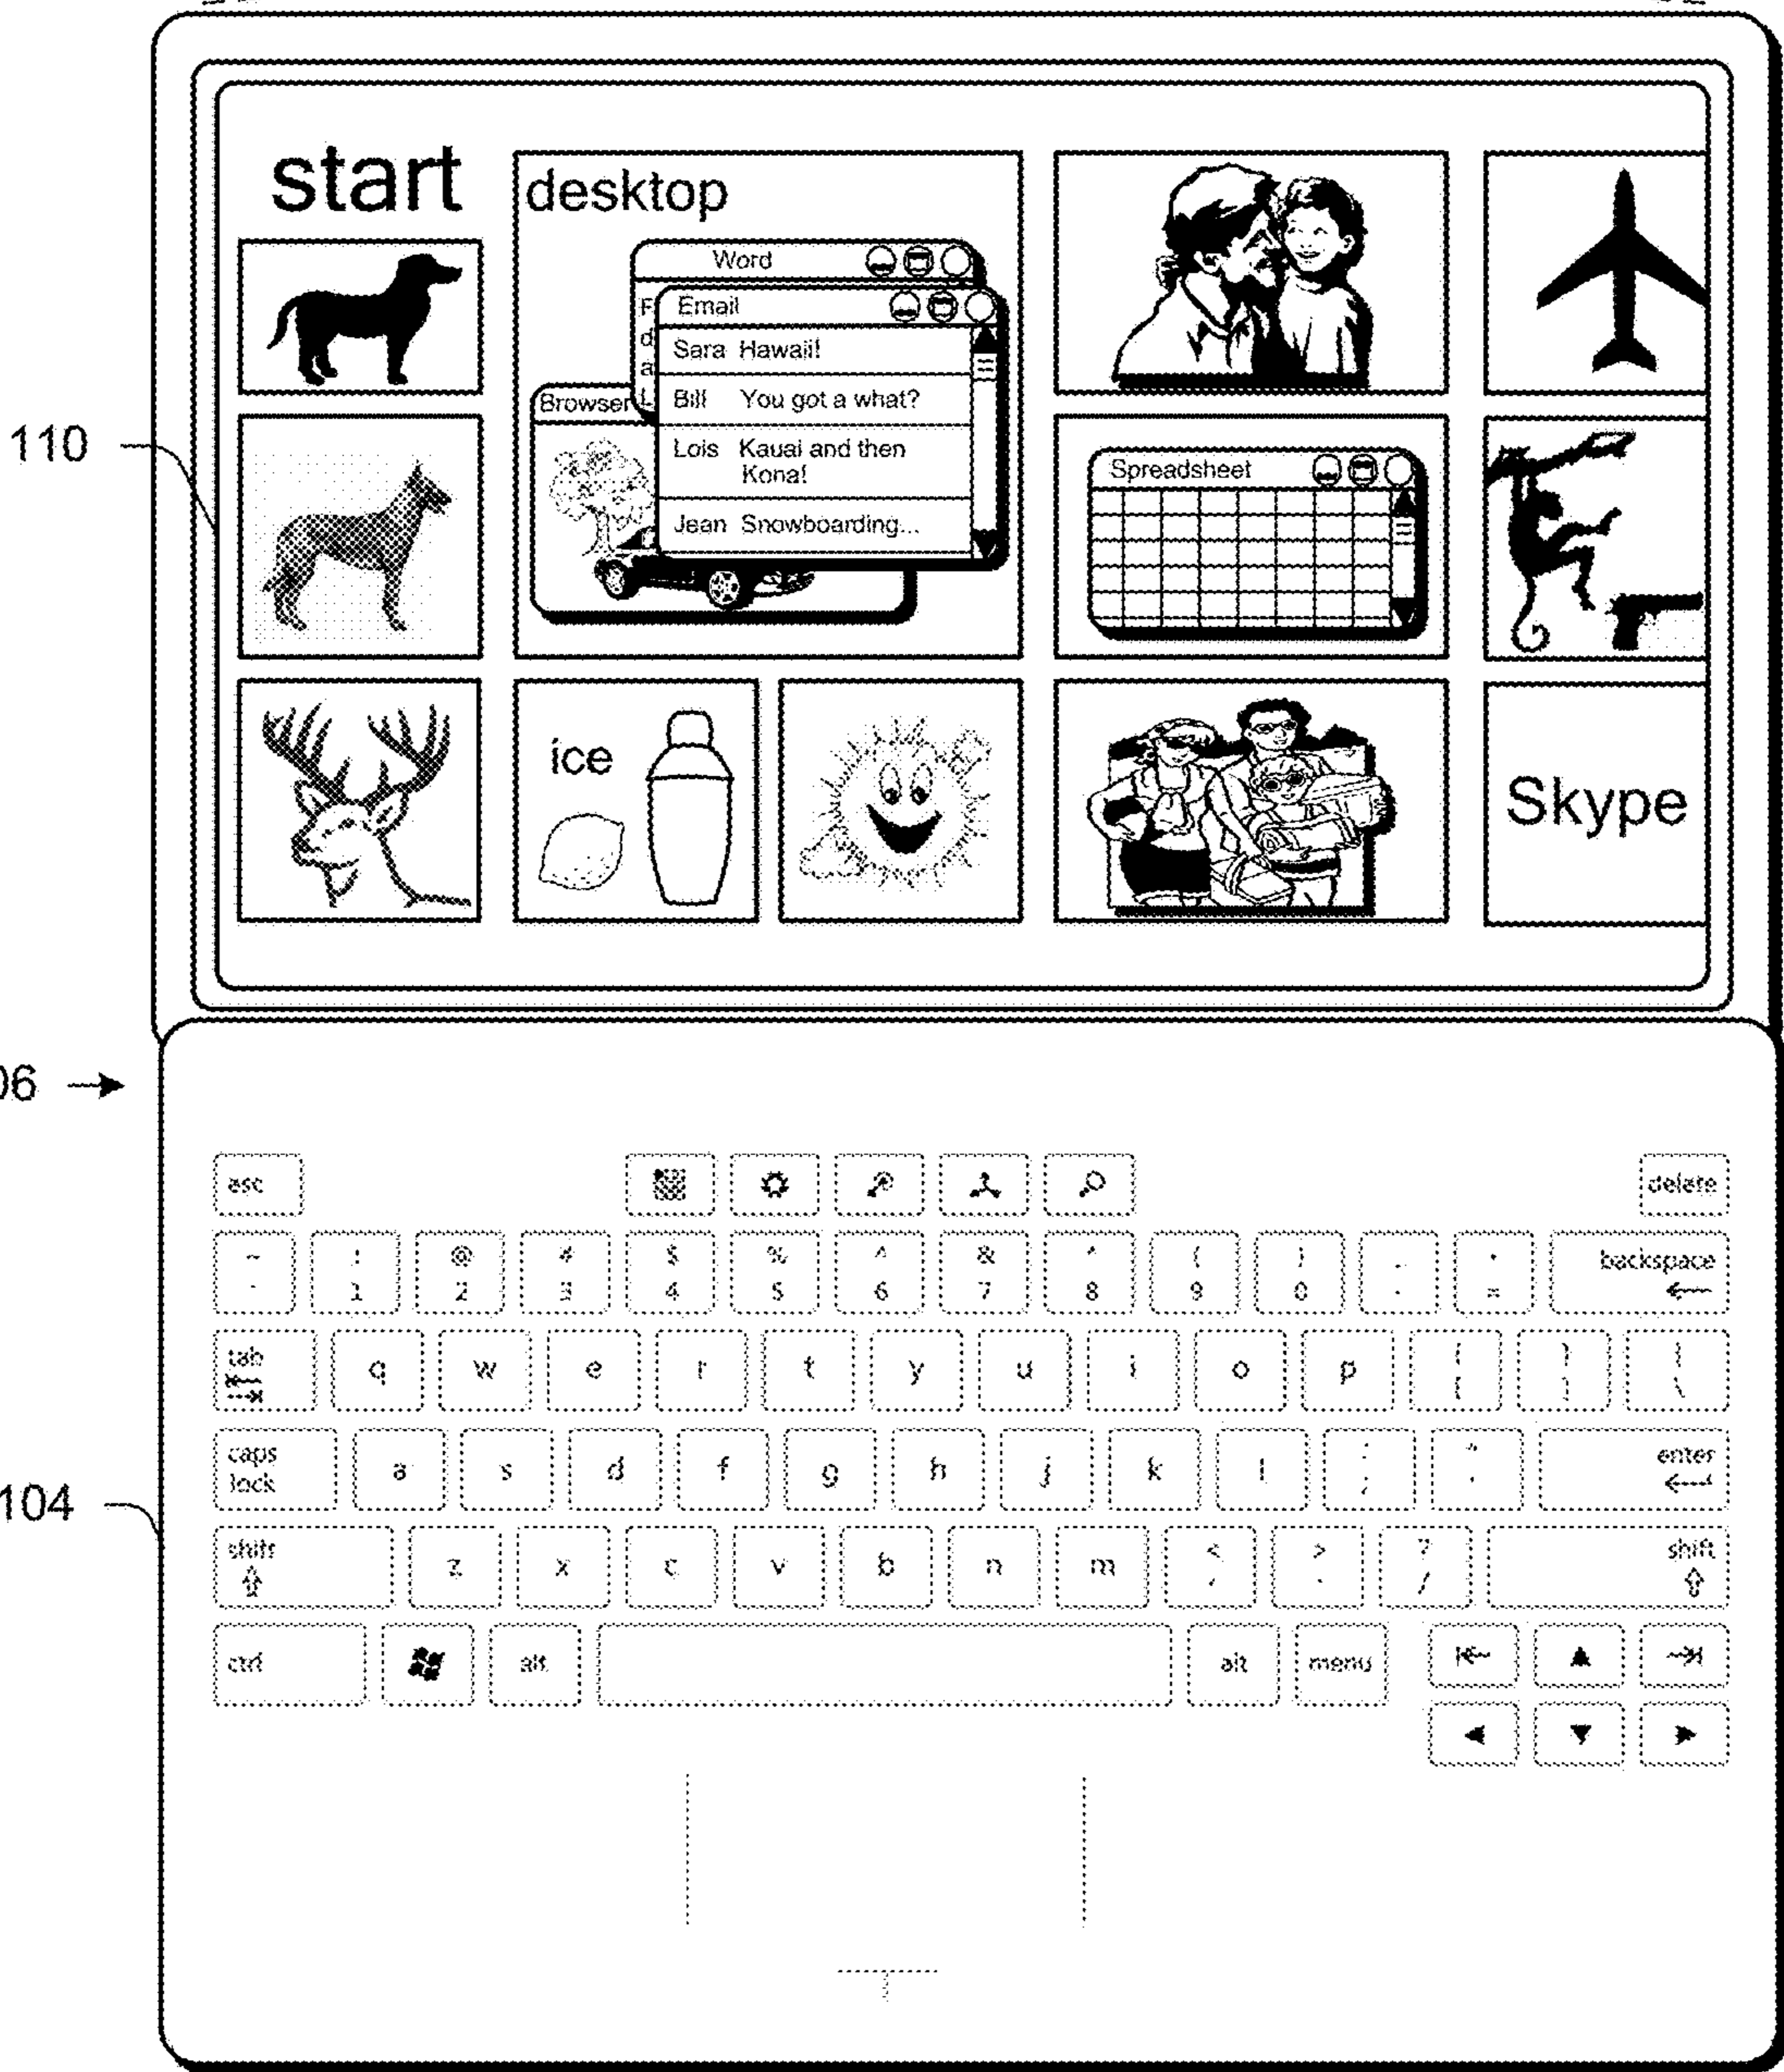 start
desktop
Word
Email
Sara Hawaii!
Bill You got a what?
Browser
Lois Kauai and then
Kona!
Jean Snowboarding...
Spreadsheet
ice
Skype
110
06
104
asc
delete
@ # $ % ^ &
1 2 3 4 5 6 7 8 9 0 =
backspace
tab
q w e r t y u i o p
caps
lock
a s d f g h j k l
enter
shift
z x c v b n m < > ?
, . /
shift
ctrl
alt
alt
menu